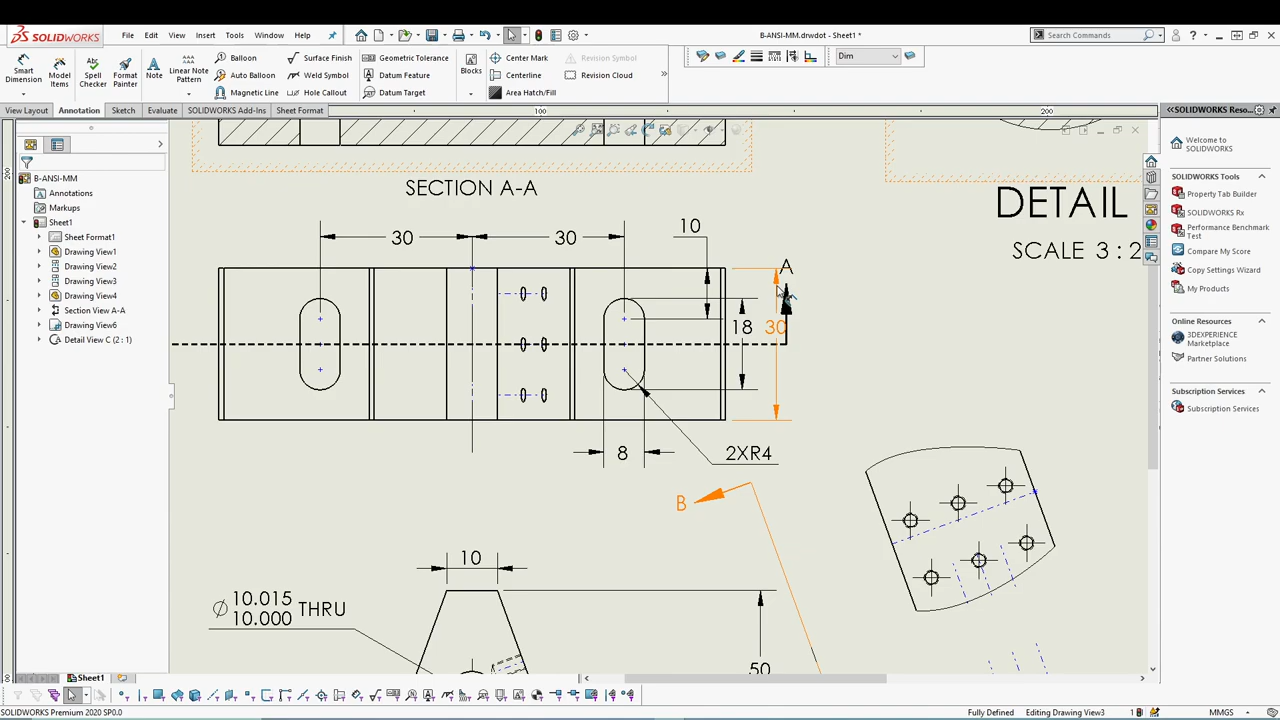 SOLIDWORKS
File Edit View Insert Tools Window Help
B-ANSI-MM.drwdot - Sheet1 *
Search Commands
Smart Dimension
Model Items
Spell Checker
Format Painter
Note
Linear Note Pattern
Balloon
Auto Balloon
Magnetic Line
Surface Finish
Weld Symbol
Hole Callout
Geometric Tolerance
Datum Feature
Datum Target
Blocks
Center Mark
Centerline
Area Hatch/Fill
Revision Symbol
Revision Cloud
Dim
View Layout Annotation Sketch Evaluate SOLIDWORKS Add-Ins Sheet Format
100
200
200
B-ANSI-MM
Annotations
Markups
Sheet1
Sheet Format1
Drawing View1
Drawing View2
Drawing View3
Drawing View4
Section View A-A
Drawing View6
Detail View C (2 : 1)
SECTION A-A
DETAIL
SCALE 3 : 2
30
30
10
A
18
30
8
2XR4
B
10
10.015
10.000
THRU
50
SOLIDWORKS Reso...
Welcome to SOLIDWORKS
SOLIDWORKS Tools
Property Tab Builder
SOLIDWORKS Rx
Performance Benchmark Test
Compare My Score
Copy Settings Wizard
My Products
Online Resources
3DEXPERIENCE Marketplace
Partner Solutions
Subscription Services
Subscription Services
Sheet1
SOLIDWORKS Premium 2020 SP0.0
Fully Defined
Editing Drawing View3
1
MMGS